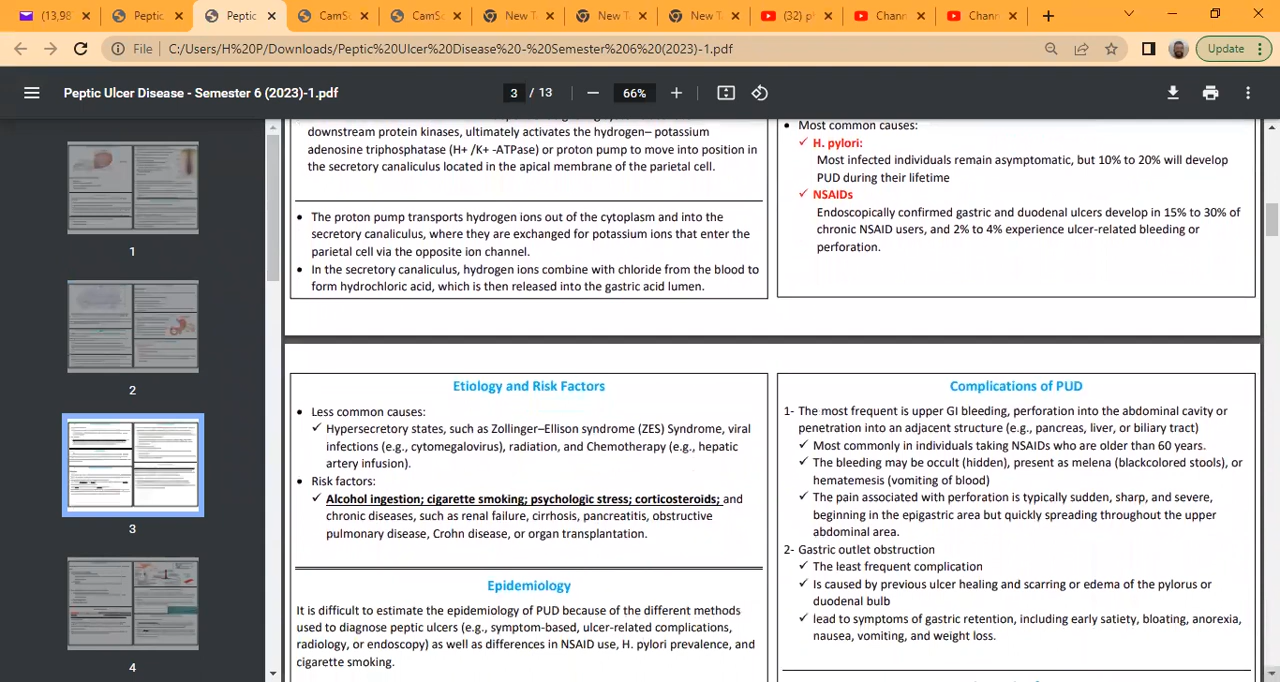 (13,98
Peptic
Peptic
CamS
CamS
New T
New T
New T
(32) p
Chann
Chann
File
C:/Users/H%20P/Downloads/Peptic%20Ulcer%20Disease%20-%20Semester%206%20(2023)-1.pdf
Update
Peptic Ulcer Disease - Semester 6 (2023)-1.pdf
3 / 13
66%
1
2
3
4
downstream protein kinases, ultimately activates the hydrogen– potassium
adenosine triphosphatase (H+ /K+ -ATPase) or proton pump to move into position in
the secretory canaliculus located in the apical membrane of the parietal cell.
• The proton pump transports hydrogen ions out of the cytoplasm and into the
secretory canaliculus, where they are exchanged for potassium ions that enter the
parietal cell via the opposite ion channel.
• In the secretory canaliculus, hydrogen ions combine with chloride from the blood to
form hydrochloric acid, which is then released into the gastric acid lumen.
• Most common causes:
✓ H. pylori:
Most infected individuals remain asymptomatic, but 10% to 20% will develop
PUD during their lifetime
✓ NSAIDs
Endoscopically confirmed gastric and duodenal ulcers develop in 15% to 30% of
chronic NSAID users, and 2% to 4% experience ulcer-related bleeding or
perforation.
Etiology and Risk Factors
• Less common causes:
✓ Hypersecretory states, such as Zollinger–Ellison syndrome (ZES) Syndrome, viral
infections (e.g., cytomegalovirus), radiation, and Chemotherapy (e.g., hepatic
artery infusion).
• Risk factors:
✓ Alcohol ingestion; cigarette smoking; psychologic stress; corticosteroids; and
chronic diseases, such as renal failure, cirrhosis, pancreatitis, obstructive
pulmonary disease, Crohn disease, or organ transplantation.
Epidemiology
It is difficult to estimate the epidemiology of PUD because of the different methods
used to diagnose peptic ulcers (e.g., symptom-based, ulcer-related complications,
radiology, or endoscopy) as well as differences in NSAID use, H. pylori prevalence, and
cigarette smoking.
Complications of PUD
1- The most frequent is upper GI bleeding, perforation into the abdominal cavity or
penetration into an adjacent structure (e.g., pancreas, liver, or biliary tract)
✓ Most commonly in individuals taking NSAIDs who are older than 60 years.
✓ The bleeding may be occult (hidden), present as melena (blackcolored stools), or
hematemesis (vomiting of blood)
✓ The pain associated with perforation is typically sudden, sharp, and severe,
beginning in the epigastric area but quickly spreading throughout the upper
abdominal area.
2- Gastric outlet obstruction
✓ The least frequent complication
✓ Is caused by previous ulcer healing and scarring or edema of the pylorus or
duodenal bulb
✓ lead to symptoms of gastric retention, including early satiety, bloating, anorexia,
nausea, vomiting, and weight loss.